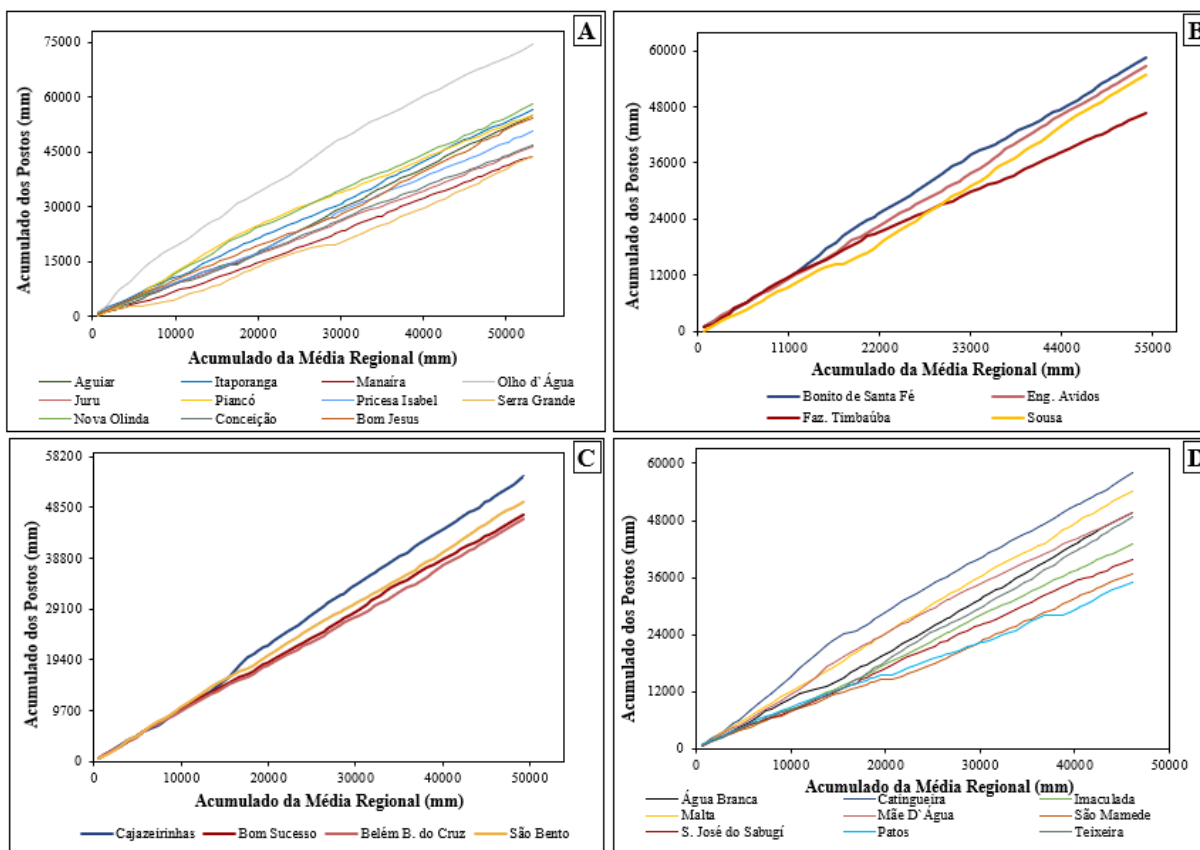 A
Acumulado dos Postos (mm)
75000
60000
45000
30000
15000
0
0 10000 20000 30000 40000 50000
Acumulado da Média Regional (mm)
Aguiar Itaporanga Manaíra Olho d` Água
Juru Piancó Pricesa Isabel Serra Grande
Nova Olinda Conceição Bom Jesus
B
Acumulado dos Postos (mm)
60000
48000
36000
24000
12000
0
0 11000 22000 33000 44000 55000
Acumulado da Média Regional (mm)
Bonito de Santa Fé Eng. Avidos
Faz. Timbaúba Sousa
C
Acumulado dos Postos (mm)
58200
48500
38800
29100
19400
9700
0
0 10000 20000 30000 40000 50000
Acumulado da Média Regional (mm)
Cajazeirinhas Bom Sucesso Belém B. do Cruz São Bento
D
Acumulado dos Postos (mm)
60000
48000
36000
24000
12000
0
0 10000 20000 30000 40000 50000
Acumulado da Média Regional (mm)
Água Branca Catingueira Imaculada
Malta Mãe D` Água São Mamede
S. José do Sabugí Patos Teixeira